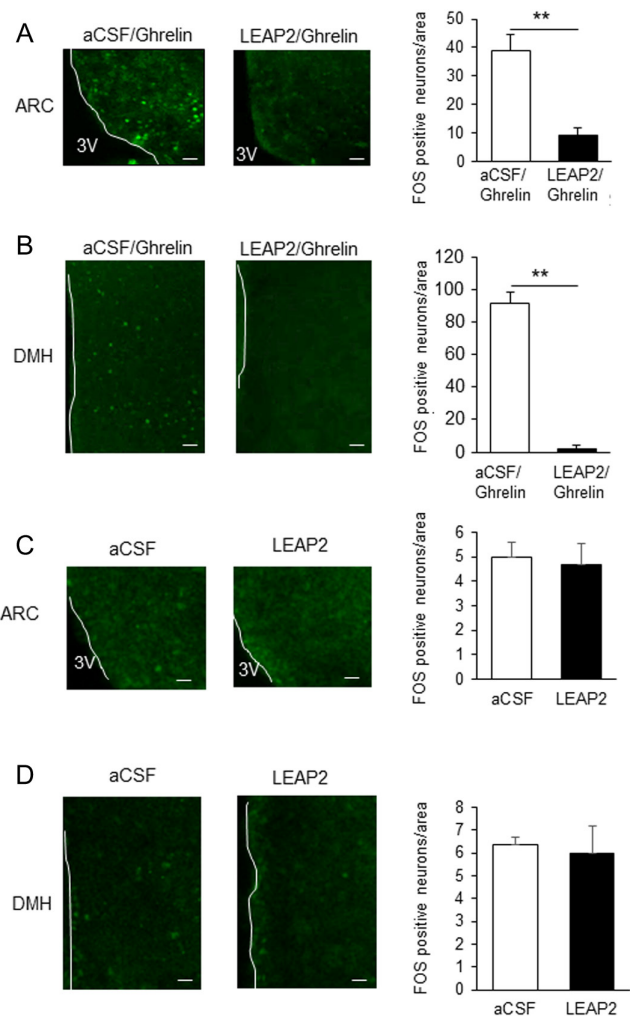 A
aCSF/Ghrelin
LEAP2/Ghrelin
ARC
3V
3V
FOS positive neurons/area
50
40
30
20
10
0
**
aCSF/
Ghrelin
LEAP2/
Ghrelin
B
aCSF/Ghrelin
LEAP2/Ghrelin
DMH
FOS positive neurons/area
120
100
80
60
40
20
0
**
aCSF/
Ghrelin
LEAP2/
Ghrelin
C
aCSF
LEAP2
ARC
3V
3V
FOS positive neurons/area
6
5
4
3
2
1
0
aCSF
LEAP2
D
aCSF
LEAP2
DMH
FOS positive neurons/area
8
7
6
5
4
3
2
1
0
aCSF
LEAP2